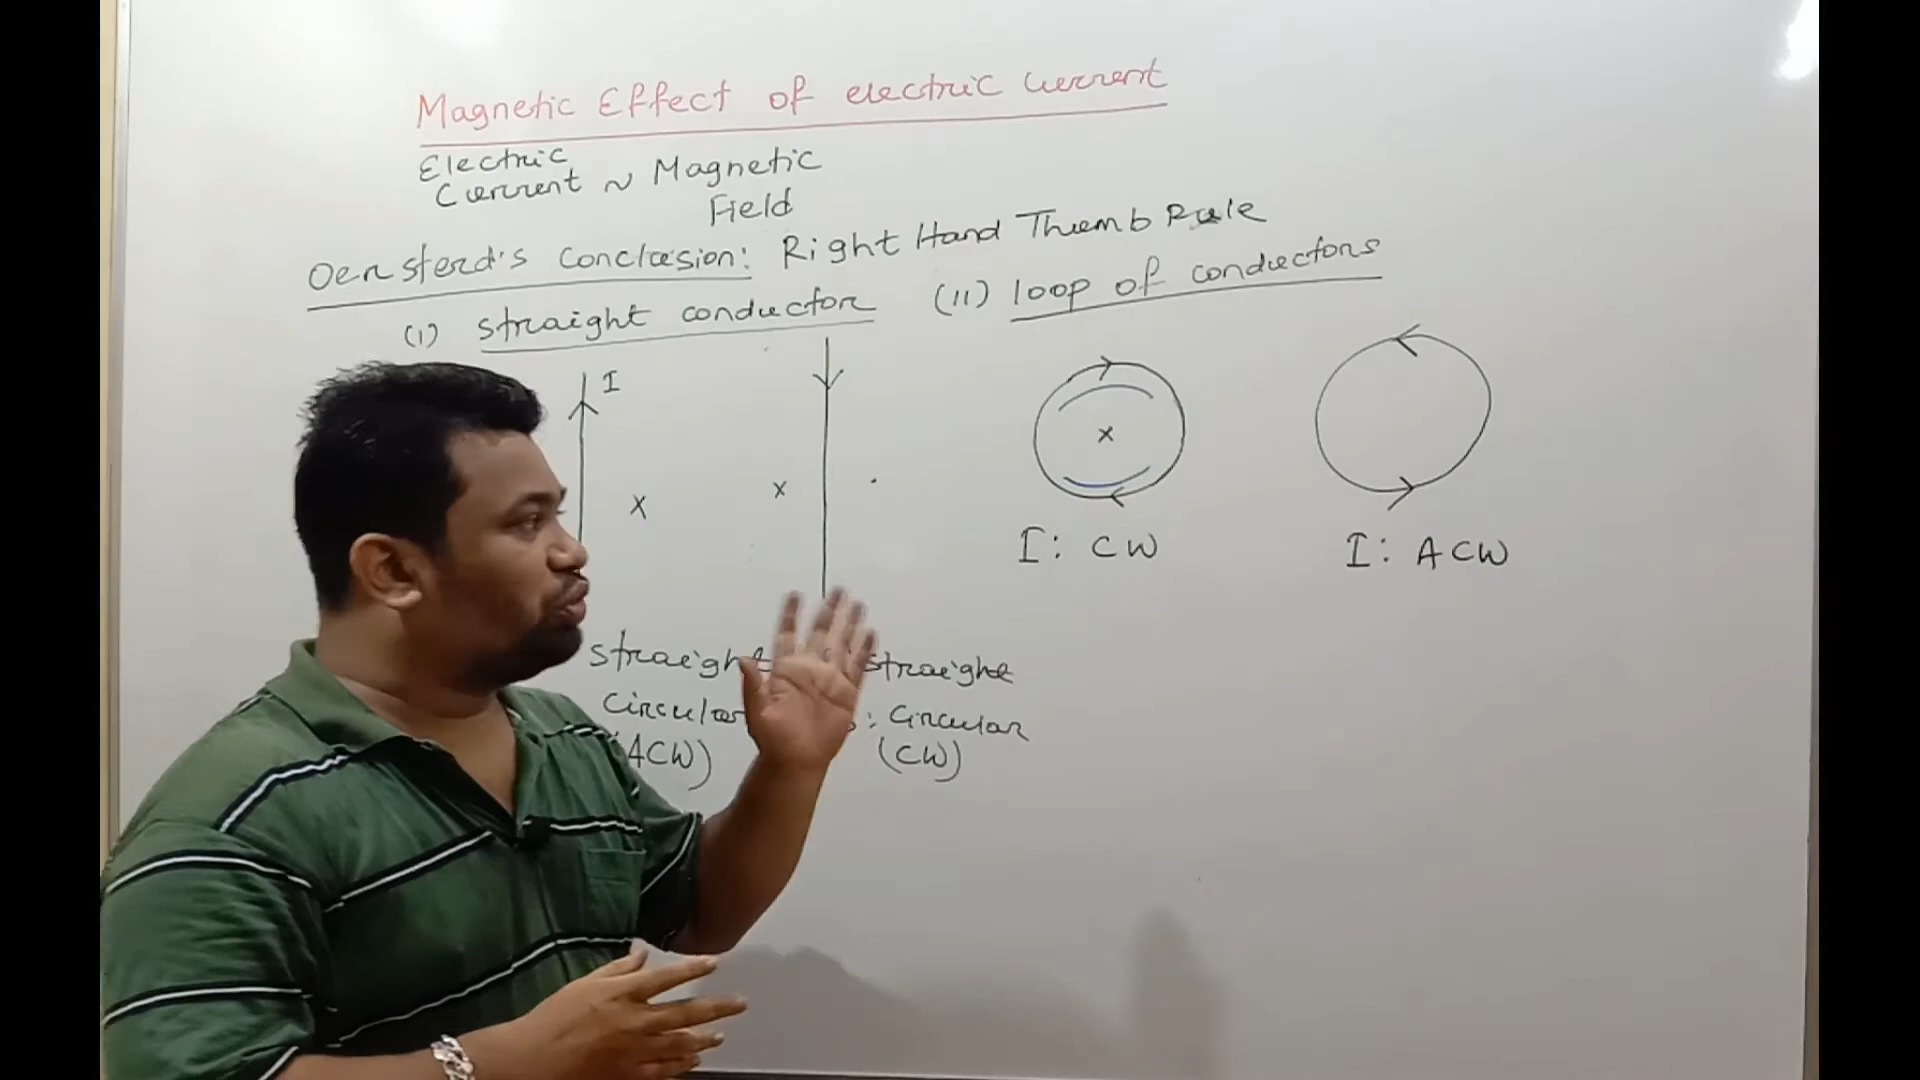 Magnetic Effect of electric current
Electric
Current ~ Magnetic
Field
Oersterd's Conclusion: Right Hand Thumb Rule
(I) straight conductor (II) loop of conductors
I
X
x
x
I: CW
I: ACW
straight straight
Circular : Circular
(ACW) (CW)